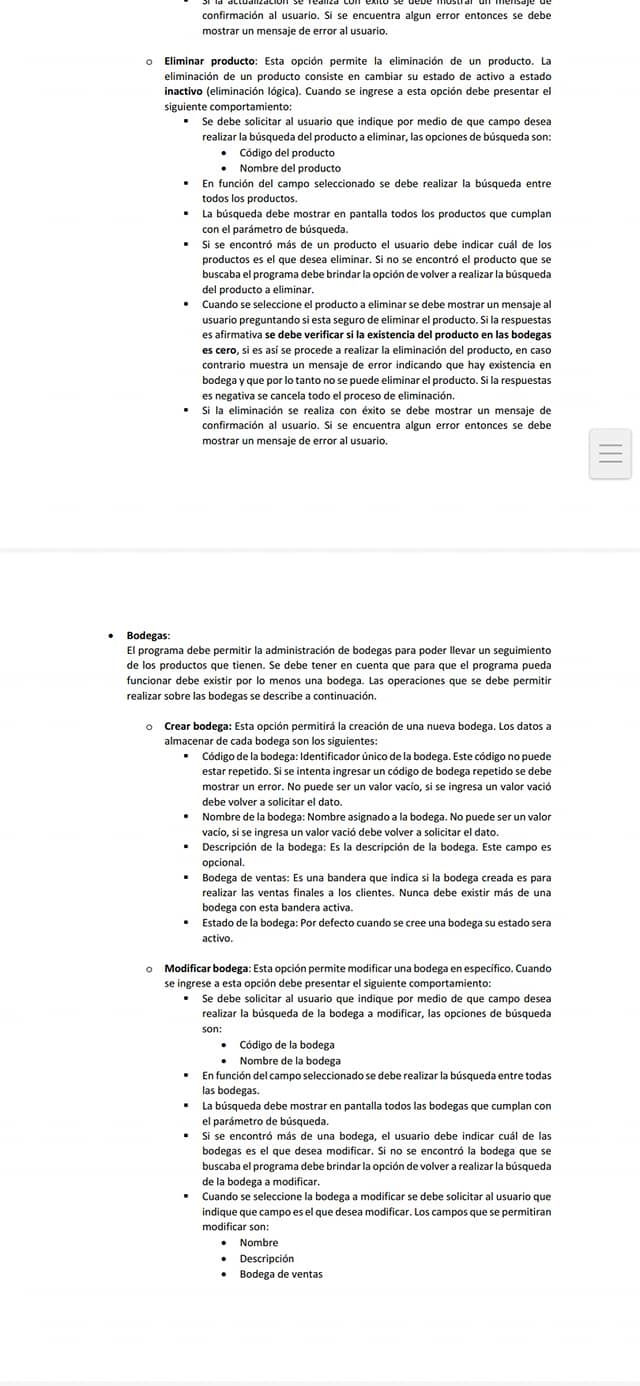 Si la actualización se realiza con éxito se debe mostrar un mensaje de
confirmación al usuario. Si se encuentra algun error entonces se debe
mostrar un mensaje de error al usuario.
o Eliminar producto: Esta opción permite la eliminación de un producto. La
eliminación de un producto consiste en cambiar su estado de activo a estado
inactivo (eliminación lógica). Cuando se ingrese a esta opción debe presentar el
siguiente comportamiento:
▪ Se debe solicitar al usuario que indique por medio de que campo desea
realizar la búsqueda del producto a eliminar, las opciones de búsqueda son:
• Código del producto
• Nombre del producto
▪ En función del campo seleccionado se debe realizar la búsqueda entre
todos los productos.
▪ La búsqueda debe mostrar en pantalla todos los productos que cumplan
con el parámetro de búsqueda.
▪ Si se encontró más de un producto el usuario debe indicar cuál de los
productos es el que desea eliminar. Si no se encontró el producto que se
buscaba el programa debe brindar la opción de volver a realizar la búsqueda
del producto a eliminar.
▪ Cuando se seleccione el producto a eliminar se debe mostrar un mensaje al
usuario preguntando si esta seguro de eliminar el producto. Si la respuestas
es afirmativa se debe verificar si la existencia del producto en las bodegas
es cero, si es así se procede a realizar la eliminación del producto, en caso
contrario muestra un mensaje de error indicando que hay existencia en
bodega y que por lo tanto no se puede eliminar el producto. Si la respuestas
es negativa se cancela todo el proceso de eliminación.
▪ Si la eliminación se realiza con éxito se debe mostrar un mensaje de
confirmación al usuario. Si se encuentra algun error entonces se debe
mostrar un mensaje de error al usuario.
• Bodegas:
El programa debe permitir la administración de bodegas para poder llevar un seguimiento
de los productos que tienen. Se debe tener en cuenta que para que el programa pueda
funcionar debe existir por lo menos una bodega. Las operaciones que se debe permitir
realizar sobre las bodegas se describe a continuación.
o Crear bodega: Esta opción permitirá la creación de una nueva bodega. Los datos a
almacenar de cada bodega son los siguientes:
▪ Código de la bodega: Identificador único de la bodega. Este código no puede
estar repetido. Si se intenta ingresar un código de bodega repetido se debe
mostrar un error. No puede ser un valor vacío, si se ingresa un valor vació
debe volver a solicitar el dato.
▪ Nombre de la bodega: Nombre asignado a la bodega. No puede ser un valor
vacío, si se ingresa un valor vació debe volver a solicitar el dato.
▪ Descripción de la bodega: Es la descripción de la bodega. Este campo es
opcional.
▪ Bodega de ventas: Es una bandera que indica si la bodega creada es para
realizar las ventas finales a los clientes. Nunca debe existir más de una
bodega con esta bandera activa.
▪ Estado de la bodega: Por defecto cuando se cree una bodega su estado sera
activo.
o Modificar bodega: Esta opción permite modificar una bodega en específico. Cuando
se ingrese a esta opción debe presentar el siguiente comportamiento:
▪ Se debe solicitar al usuario que indique por medio de que campo desea
realizar la búsqueda de la bodega a modificar, las opciones de búsqueda
son:
• Código de la bodega
• Nombre de la bodega
▪ En función del campo seleccionado se debe realizar la búsqueda entre todas
las bodegas.
▪ La búsqueda debe mostrar en pantalla todos las bodegas que cumplan con
el parámetro de búsqueda.
▪ Si se encontró más de una bodega, el usuario debe indicar cuál de las
bodegas es el que desea modificar. Si no se encontró la bodega que se
buscaba el programa debe brindar la opción de volver a realizar la búsqueda
de la bodega a modificar.
▪ Cuando se seleccione la bodega a modificar se debe solicitar al usuario que
indique que campo es el que desea modificar. Los campos que se permitiran
modificar son:
• Nombre
• Descripción
• Bodega de ventas